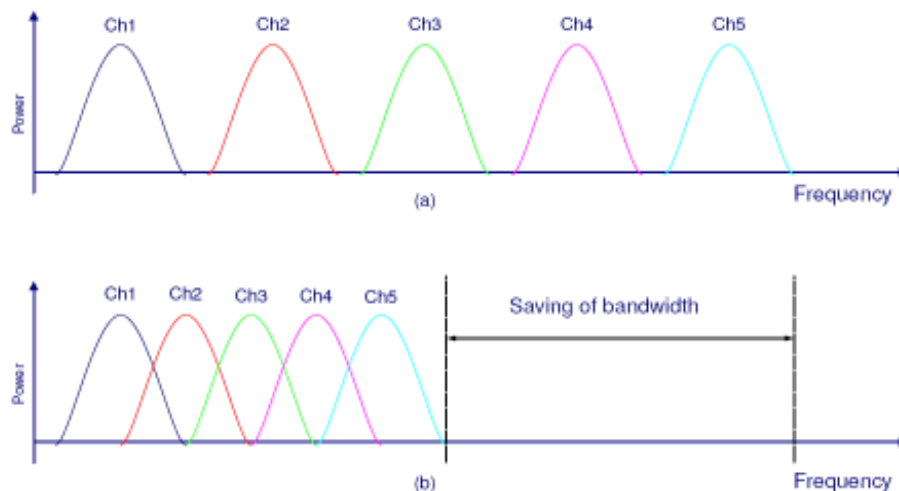 Ch1 Ch2 Ch3 Ch4 Ch5
Power
(a)
Frequency
Ch1 Ch2 Ch3 Ch4 Ch5
Saving of bandwidth
Power
(b)
Frequency